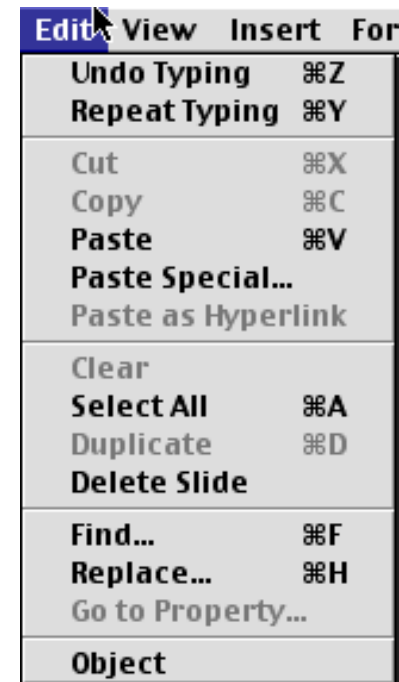 Edit View Insert For
Undo Typing ⌘Z
Repeat Typing ⌘Y
Cut ⌘X
Copy ⌘C
Paste ⌘V
Paste Special...
Paste as Hyperlink
Clear
Select All ⌘A
Duplicate ⌘D
Delete Slide
Find... ⌘F
Replace... ⌘H
Go to Property...
Object